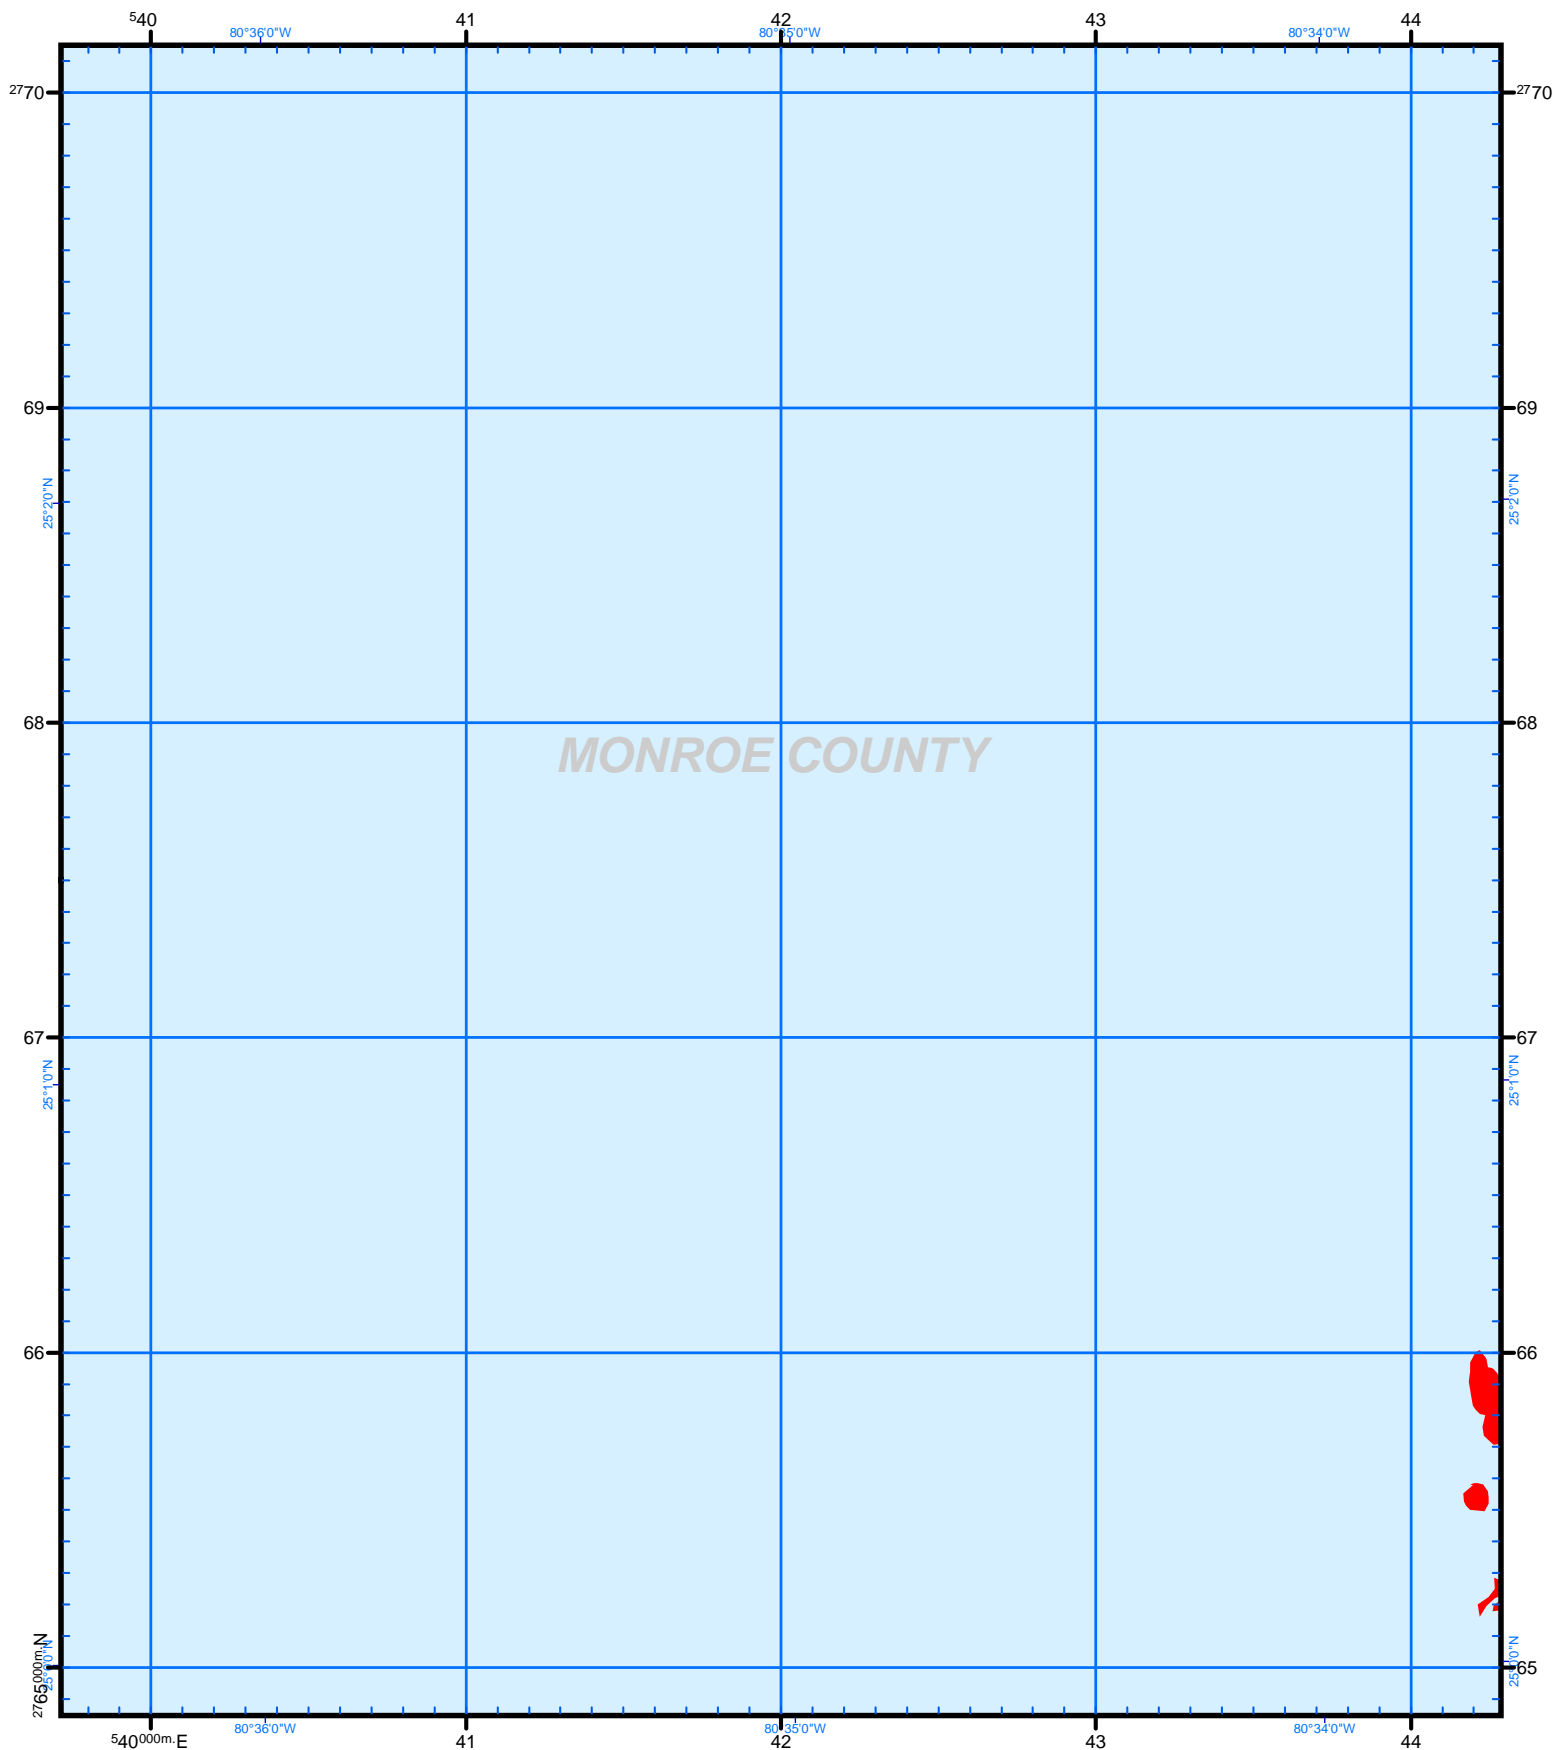 ⁵40 41 42 43 44
80°36'0"W 80°35'0"W 80°34'0"W
²⁷70 ²⁷70
69 69
25°2'0"N 25°2'0"N
68 68
MONROE COUNTY
67 67
25°1'0"N 25°1'0"N
66 66
25°0'0"N 25°0'0"N
²⁷65⁰⁰⁰ᵐ·N 65
80°36'0"W 80°35'0"W 80°34'0"W
⁵40⁰⁰⁰ᵐ·E 41 42 43 44